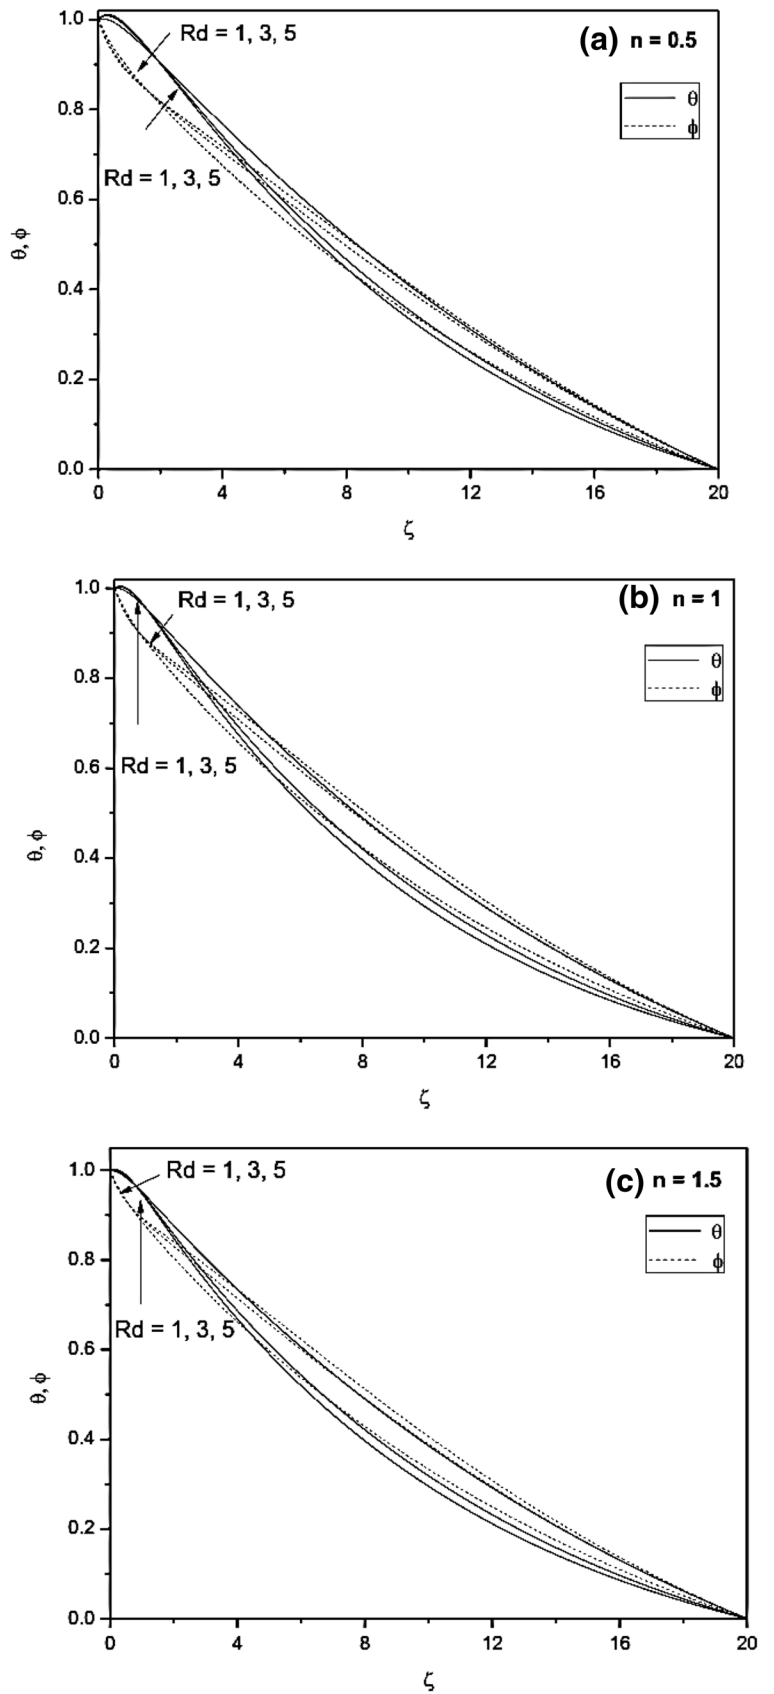 (a) n = 0.5
Rd = 1, 3, 5
θ
ϕ
Rd = 1, 3, 5
θ, ϕ
1.0
0.8
0.6
0.4
0.2
0.0
0 4 8 12 16 20
ζ
(b) n = 1
Rd = 1, 3, 5
θ
ϕ
Rd = 1, 3, 5
θ, ϕ
1.0
0.8
0.6
0.4
0.2
0.0
0 4 8 12 16 20
ζ
(c) n = 1.5
Rd = 1, 3, 5
θ
ϕ
Rd = 1, 3, 5
θ, ϕ
1.0
0.8
0.6
0.4
0.2
0.0
0 4 8 12 16 20
ζ